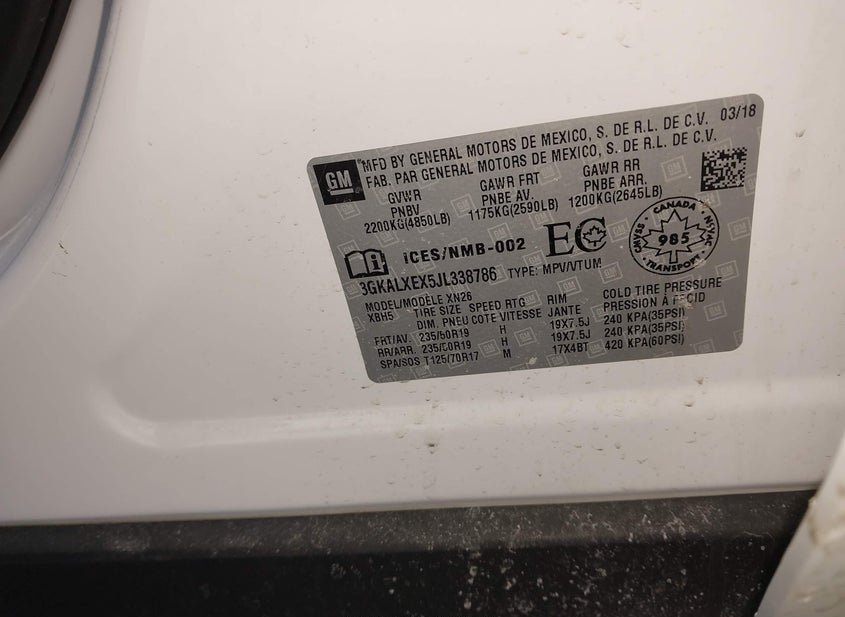 GM
MFD BY GENERAL MOTORS DE MEXICO, S. DE R.L. DE C.V. 03/18
FAB. PAR GENERAL MOTORS DE MEXICO, S. DE R.L. DE C.V.
GVWR GAWR FRT GAWR RR
PNBV PNBE AV. PNBE ARR.
2200KG(4850LB) 1175KG(2590LB) 1200KG(2645LB)
i ICES/NMB-002 EC
CANADA
CMVSS 985 NSVAC
TRANSPORT
3GKALXEX5JL338786 TYPE: MPV/VTUM
MODEL/MODÈLE XN26
XBH5 TIRE SIZE SPEED RTG RIM COLD TIRE PRESSURE
DIM. PNEU COTE VITESSE JANTE PRESSION À FROID
FRT/AV. 235/50R19 H 19X7.5J 240 KPA(35PSI)
RR/ARR. 235/50R19 H 19X7.5J 240 KPA(35PSI)
SPA/SOS T125/70R17 M 17X4BT 420 KPA(60PSI)